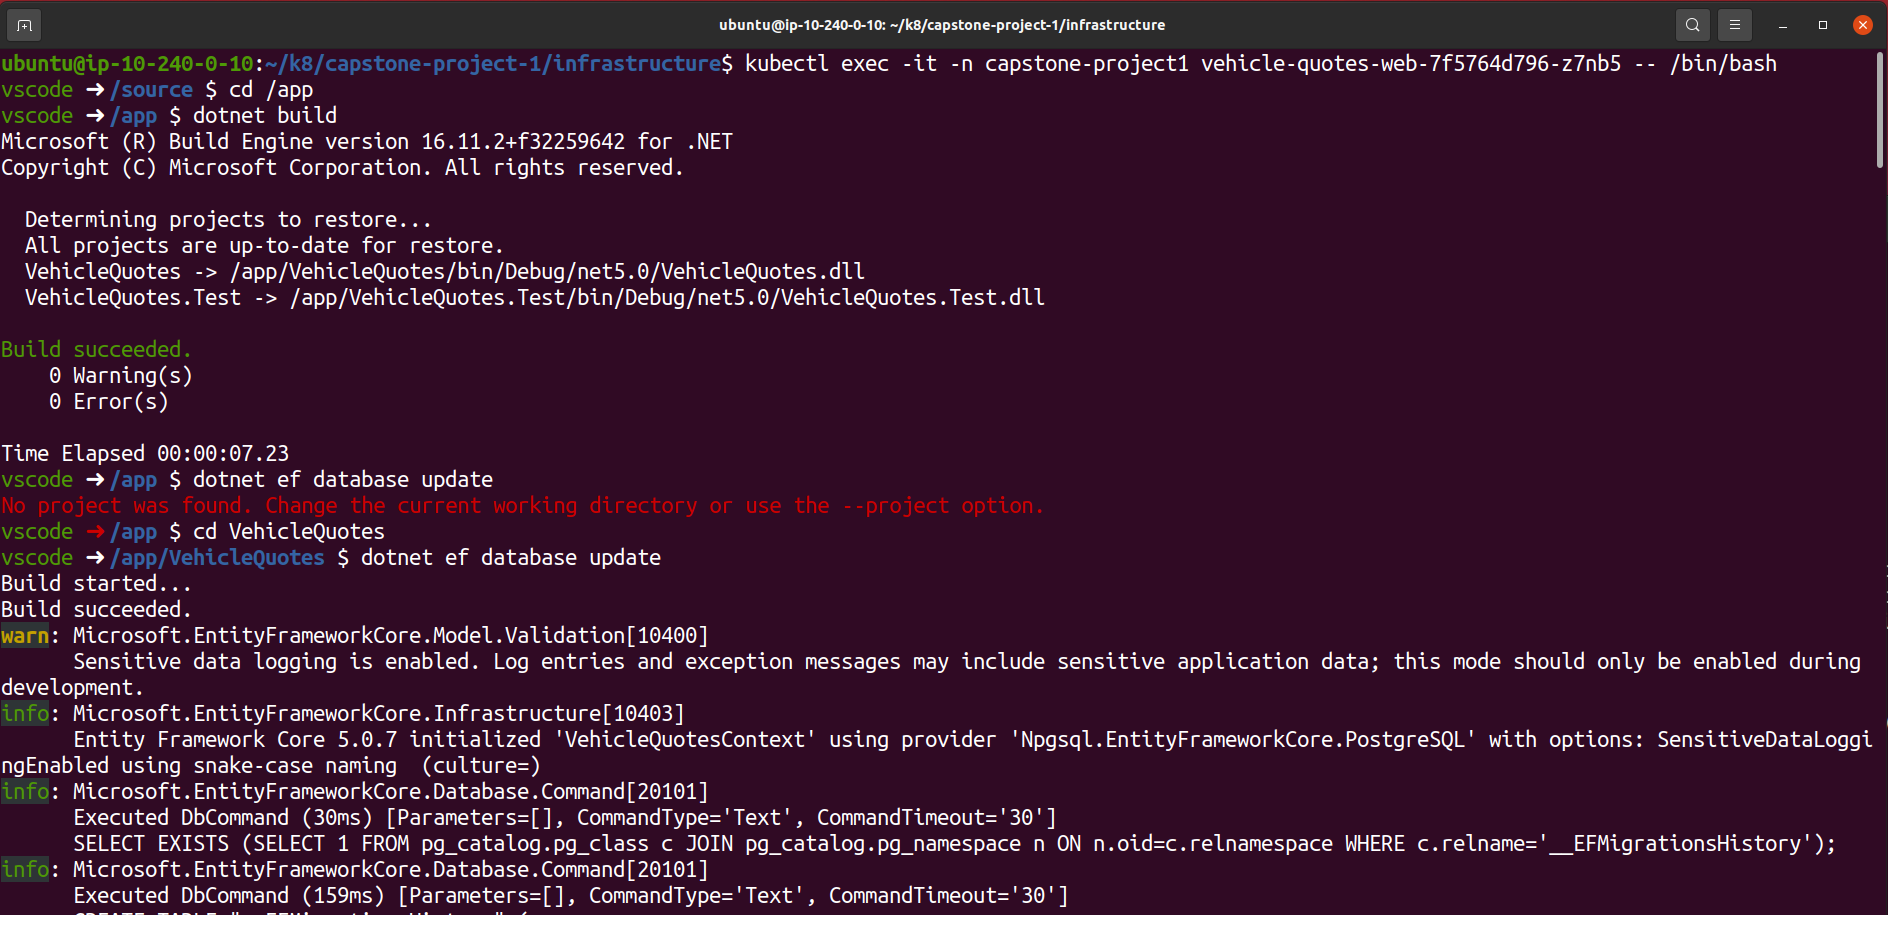 ubuntu@ip-10-240-0-10: ~/k8/capstone-project-1/infrastructure
ubuntu@ip-10-240-0-10:~/k8/capstone-project-1/infrastructure$ kubectl exec -it -n capstone-project1 vehicle-quotes-web-7f5764d796-z7nb5 -- /bin/bash
vscode ➜ /source $ cd /app
vscode ➜ /app $ dotnet build
Microsoft (R) Build Engine version 16.11.2+f32259642 for .NET
Copyright (C) Microsoft Corporation. All rights reserved.
  Determining projects to restore...
  All projects are up-to-date for restore.
  VehicleQuotes -> /app/VehicleQuotes/bin/Debug/net5.0/VehicleQuotes.dll
  VehicleQuotes.Test -> /app/VehicleQuotes.Test/bin/Debug/net5.0/VehicleQuotes.Test.dll
Build succeeded.
    0 Warning(s)
    0 Error(s)
Time Elapsed 00:00:07.23
vscode ➜ /app $ dotnet ef database update
No project was found. Change the current working directory or use the --project option.
vscode ➜ /app $ cd VehicleQuotes
vscode ➜ /app/VehicleQuotes $ dotnet ef database update
Build started...
Build succeeded.
warn: Microsoft.EntityFrameworkCore.Model.Validation[10400]
      Sensitive data logging is enabled. Log entries and exception messages may include sensitive application data; this mode should only be enabled during
development.
info: Microsoft.EntityFrameworkCore.Infrastructure[10403]
      Entity Framework Core 5.0.7 initialized 'VehicleQuotesContext' using provider 'Npgsql.EntityFrameworkCore.PostgreSQL' with options: SensitiveDataLoggi
ngEnabled using snake-case naming  (culture=)
info: Microsoft.EntityFrameworkCore.Database.Command[20101]
      Executed DbCommand (30ms) [Parameters=[], CommandType='Text', CommandTimeout='30']
      SELECT EXISTS (SELECT 1 FROM pg_catalog.pg_class c JOIN pg_catalog.pg_namespace n ON n.oid=c.relnamespace WHERE c.relname='__EFMigrationsHistory');
info: Microsoft.EntityFrameworkCore.Database.Command[20101]
      Executed DbCommand (159ms) [Parameters=[], CommandType='Text', CommandTimeout='30']